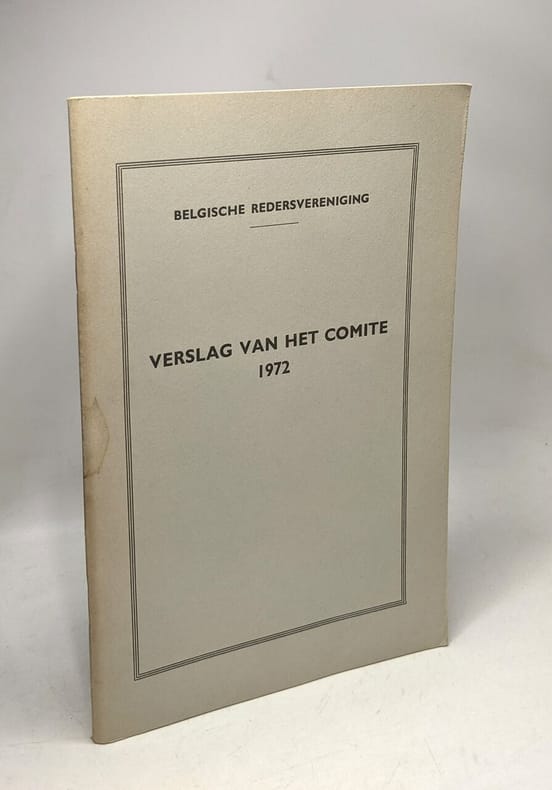 BELGISCHE REDERSVERENIGING
VERSLAG VAN HET COMITE
1972